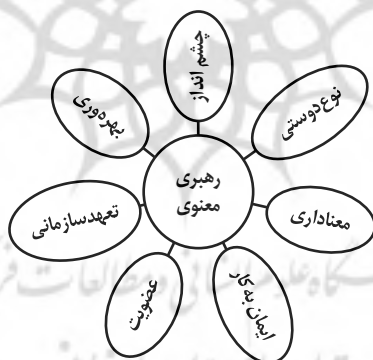 چشم انداز
نوع‌دوستی
معناداری
ایمان به کار
عضویت
تعهدسازمانی
بهره‌وری
رهبری
معنوی